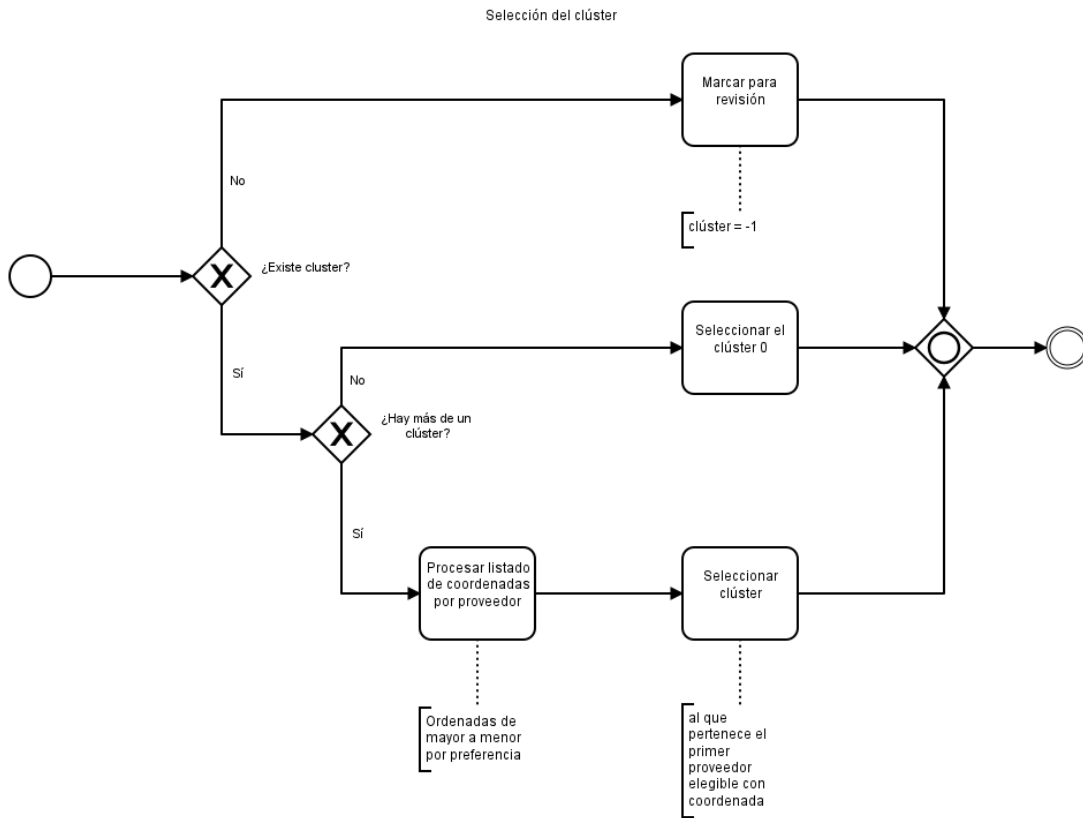 Selección del clúster
Marcar para
revisión
No
clúster = -1
¿Existe cluster?
Seleccionar el
clúster 0
Sí
No
¿Hay más de un
clúster?
Sí
Procesar listado
de coordenadas
por proveedor
Seleccionar
clúster
Ordenadas de
mayor a menor
por preferencia
al que
pertenece el
primer
proveedor
elegible con
coordenada